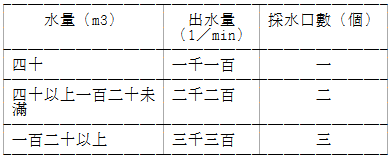 水量（m3） 出水量 採水口數（個）
（l／min）
四十 一千一百 一
四十以上一百二十未 二千二百 二
滿
一百二十以上 三千三百 三